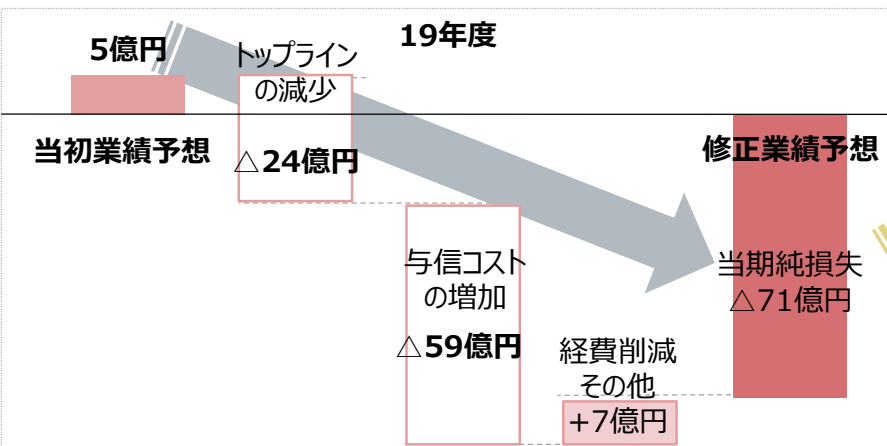 19年度
5億円
当初業績予想
トップライン
の減少
△24億円
与信コスト
の増加
△59億円
経費削減
その他
+7億円
修正業績予想
当期純損失
△71億円